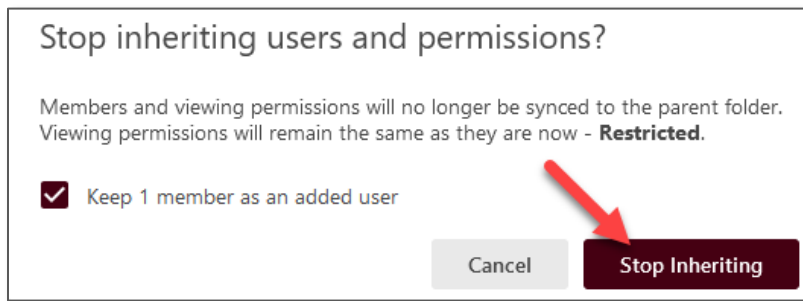 Stop inheriting users and permissions?
Members and viewing permissions will no longer be synced to the parent folder.
Viewing permissions will remain the same as they are now - Restricted.
Keep 1 member as an added user
Cancel
Stop Inheriting